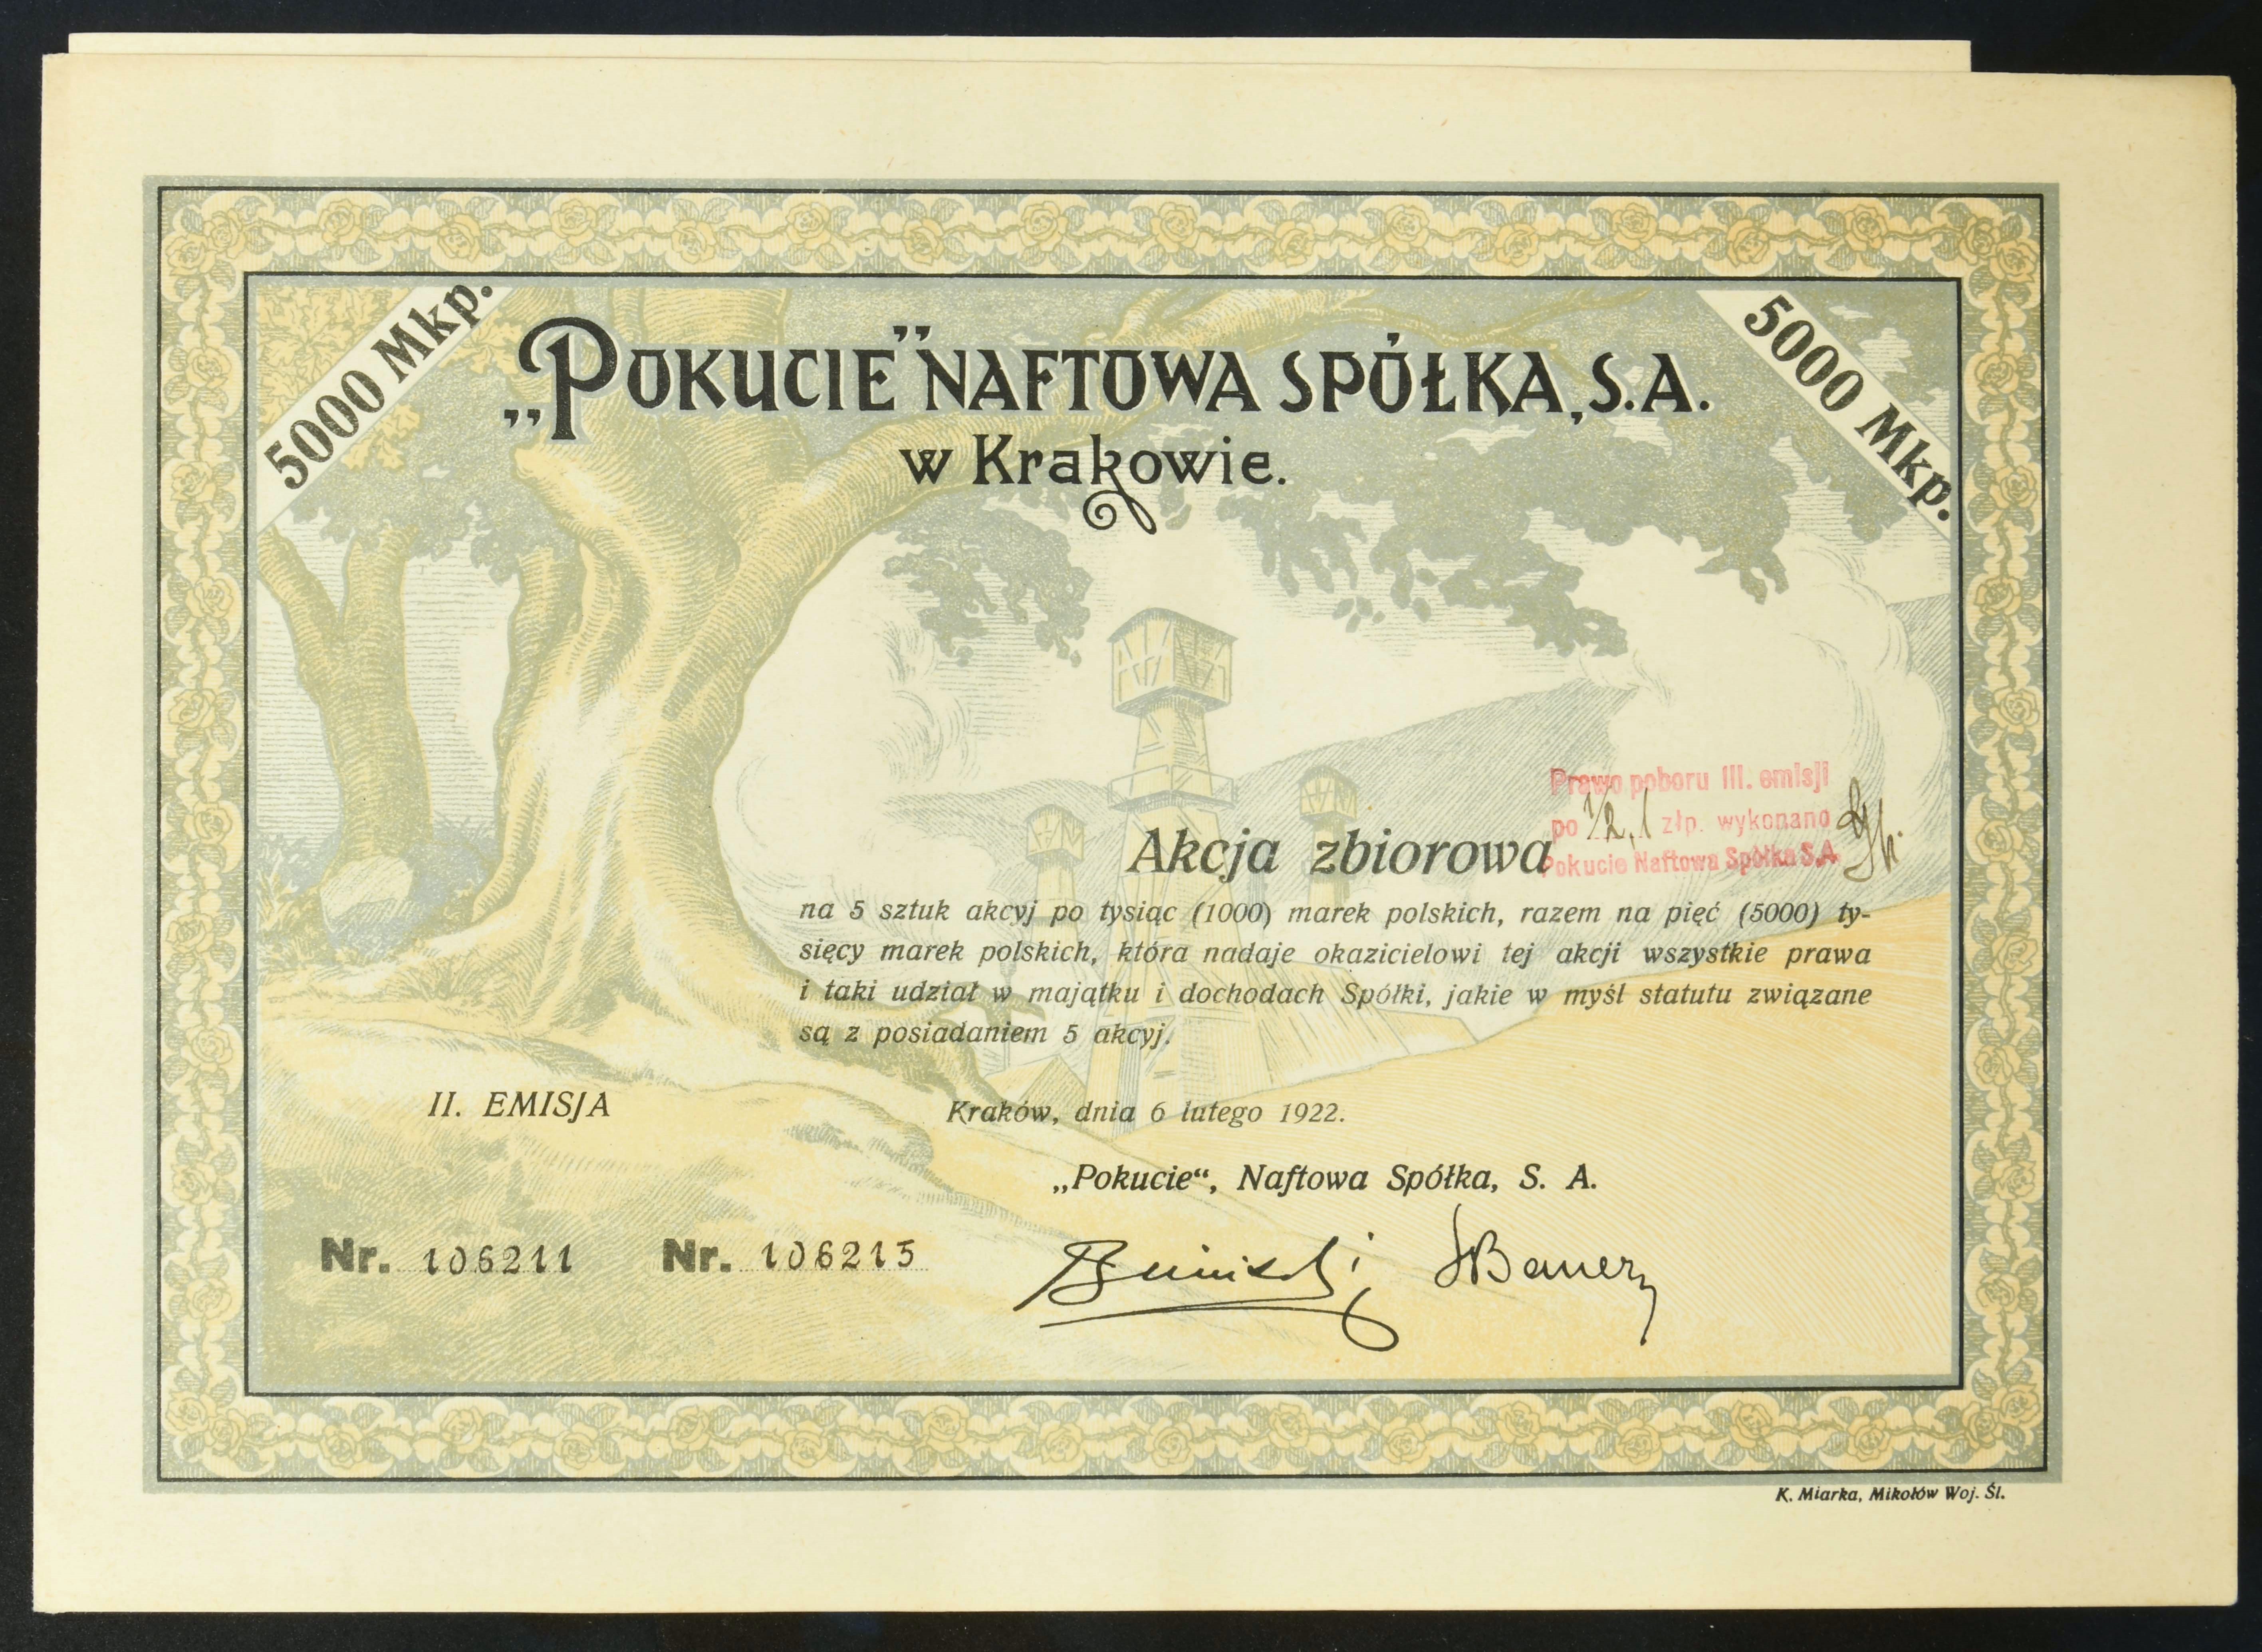 5000 Mkp.
5000 Mkp.
„POKUCIE” NAFTOWA SPÓŁKA, S.A.
w Krakowie.
Prawo poboru III. emisji
po 1/2,1 złp. wykonano
Pokucie Naftowa Spółka S.A.
Akcja zbiorowa
na 5 sztuk akcyj po tysiąc (1000) marek polskich, razem na pięć (5000) ty-
sięcy marek polskich, która nadaje okazicielowi tej akcji wszystkie prawa
i taki udział w majątku i dochodach Spółki, jakie w myśl statutu związane
są z posiadaniem 5 akcyj.
II. EMISJA
Kraków, dnia 6 lutego 1922.
„Pokucie“, Naftowa Spółka, S. A.
Nr. 106211 Nr. 106215
K. Miarka, Mikołów Woj. Śl.